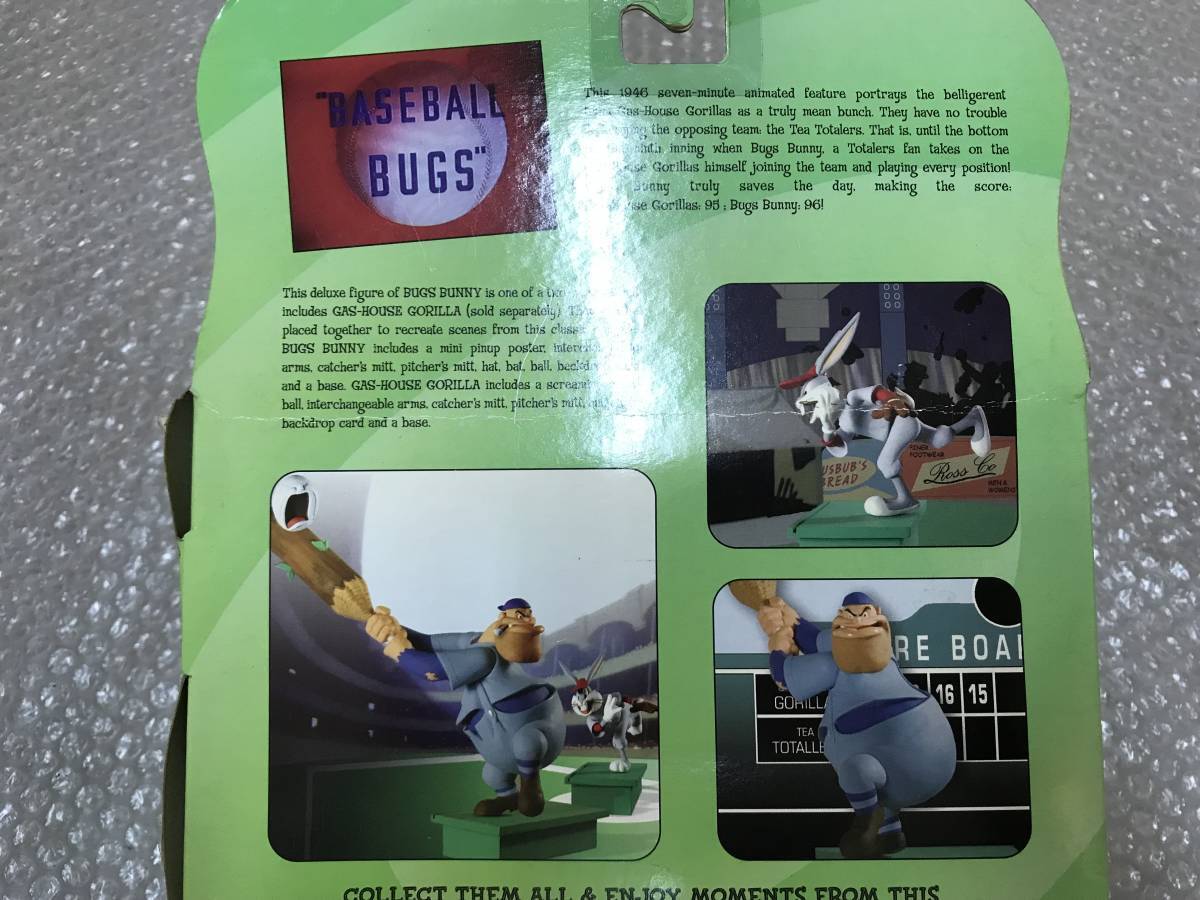 "BASEBALL
BUGS"
This 1946 seven-minute animated feature portrays the belligerent
Gas-House Gorillas as a truly mean bunch. They have no trouble
the opposing team: the Tea Totalers. That is, until the bottom
inning when Bugs Bunny, a Totalers fan takes on the
Gorillas himself joining the team and playing every position!
Bunny truly saves the day, making the score:
Gorillas: 95 ; Bugs Bunny: 96!
This deluxe figure of BUGS BUNNY is one of a
includes GAS-HOUSE GORILLA (sold separately)
placed together to recreate scenes from this
BUGS BUNNY includes a mini pinup poster,
arms, catcher's mitt, pitcher's mitt, hat, bat, ball,
and a base. GAS-HOUSE GORILLA includes a
ball, interchangeable arms, catcher's mitt, pitcher's mitt,
backdrop card and a base.
USBUB'S
READ
FOOTWEAR
Ross Co
RE BOA
GORILLA
16 15
TEA
TOTALLE
COLLECT THEM ALL & ENJOY MOMENTS FROM THIS